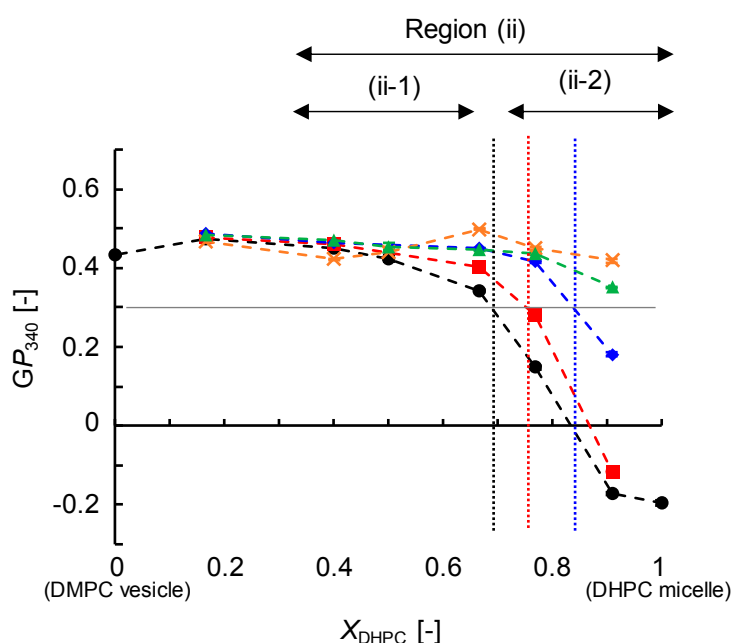 Region (ii)
(ii-1) (ii-2)
0.6
0.4
0.2
0
-0.2
GP340 [-]
0 0.2 0.4 0.6 0.8 1
(DMPC vesicle) (DHPC micelle)
XDHPC [-]